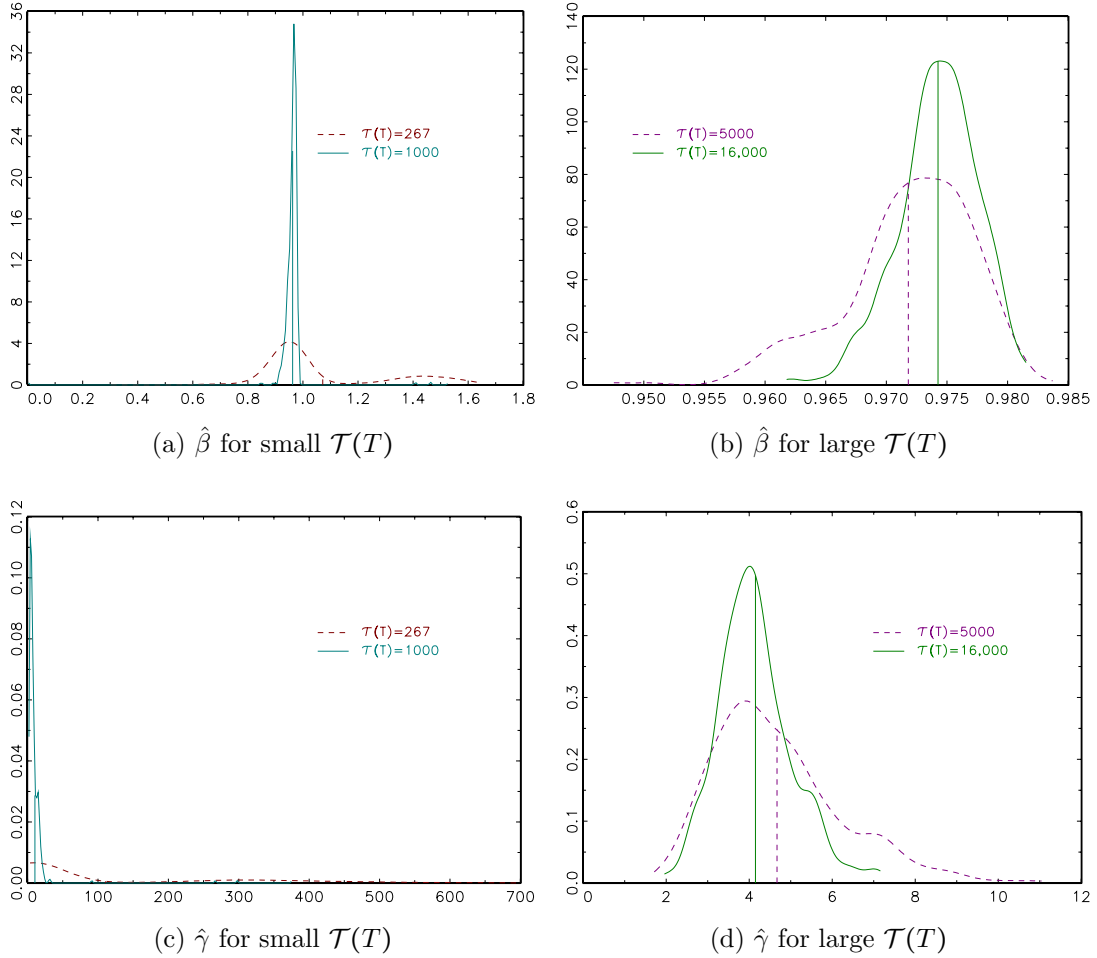 0 4 8 12 16 20 24 28 32 36
τ(T)=267
τ(T)=1000
0.0 0.2 0.4 0.6 0.8 1.0 1.2 1.4 1.6 1.8
(a) β̂ for small 𝒯(T)
0 20 40 60 80 100 120 140
τ(T)=5000
τ(T)=16,000
0.950 0.955 0.960 0.965 0.970 0.975 0.980 0.985
(b) β̂ for large 𝒯(T)
0.00 0.02 0.04 0.06 0.08 0.10 0.12
τ(T)=267
τ(T)=1000
0 100 200 300 400 500 600 700
(c) γ̂ for small 𝒯(T)
0.0 0.1 0.2 0.3 0.4 0.5 0.6
τ(T)=5000
τ(T)=16,000
0 2 4 6 8 10 12
(d) γ̂ for large 𝒯(T)